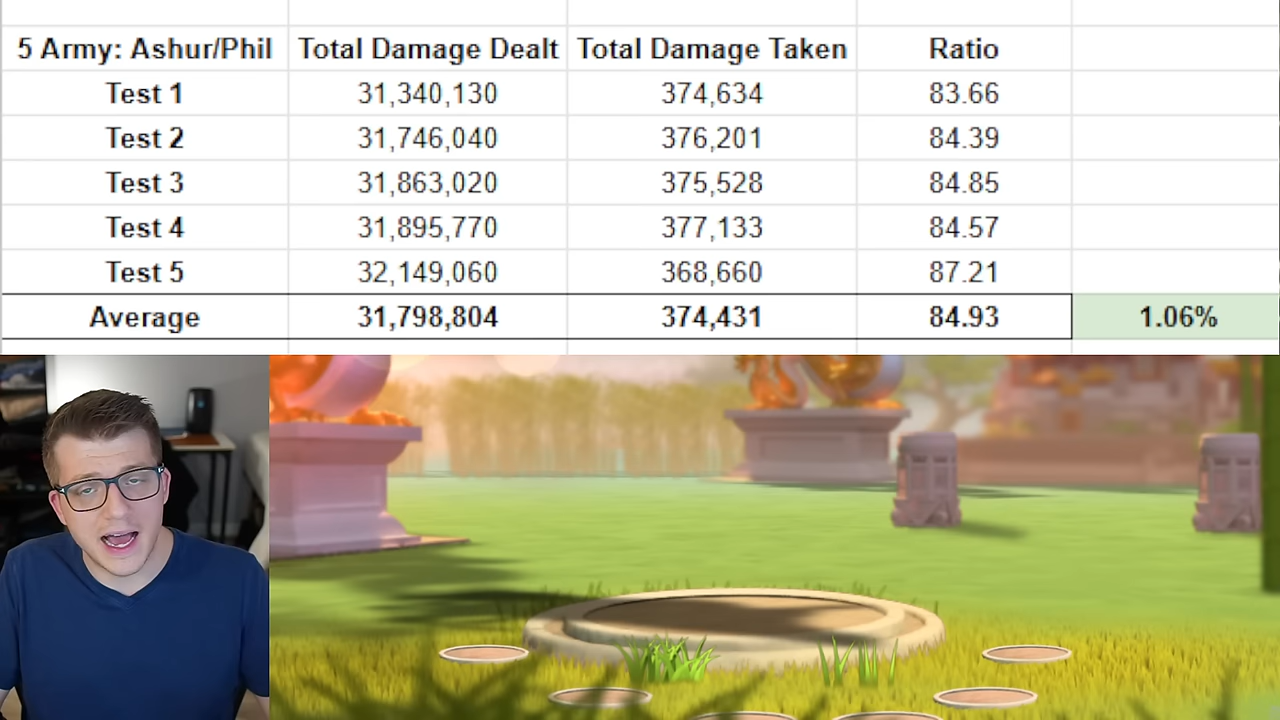 5 Army: Ashur/Phil Total Damage Dealt Total Damage Taken Ratio
Test 1 31,340,130 374,634 83.66
Test 2 31,746,040 376,201 84.39
Test 3 31,863,020 375,528 84.85
Test 4 31,895,770 377,133 84.57
Test 5 32,149,060 368,660 87.21
Average 31,798,804 374,431 84.93 1.06%